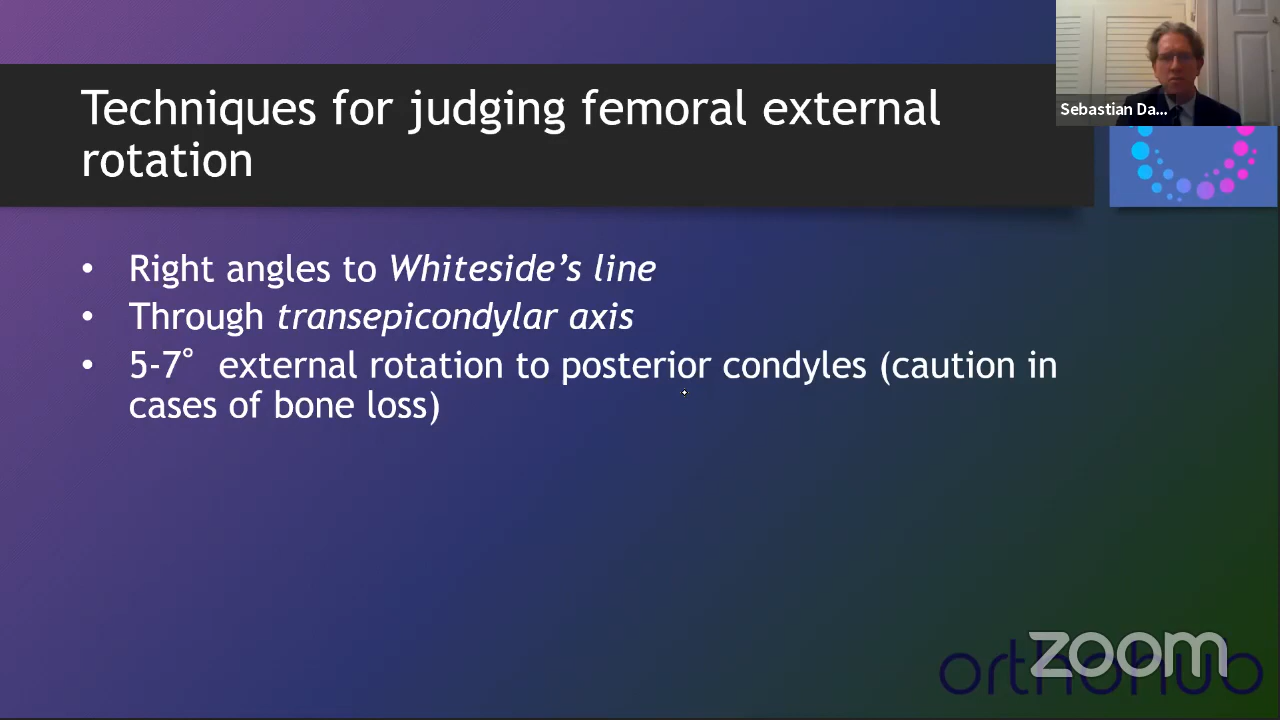 Techniques for judging femoral external
rotation
Sebastian Da...
• Right angles to Whiteside’s line
• Through transepicondylar axis
• 5-7° external rotation to posterior condyles (caution in
cases of bone loss)
zoom
orthohub